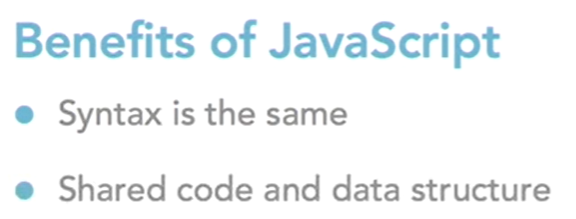 Benefits of JavaScript
Syntax is the same
Shared code and data structure